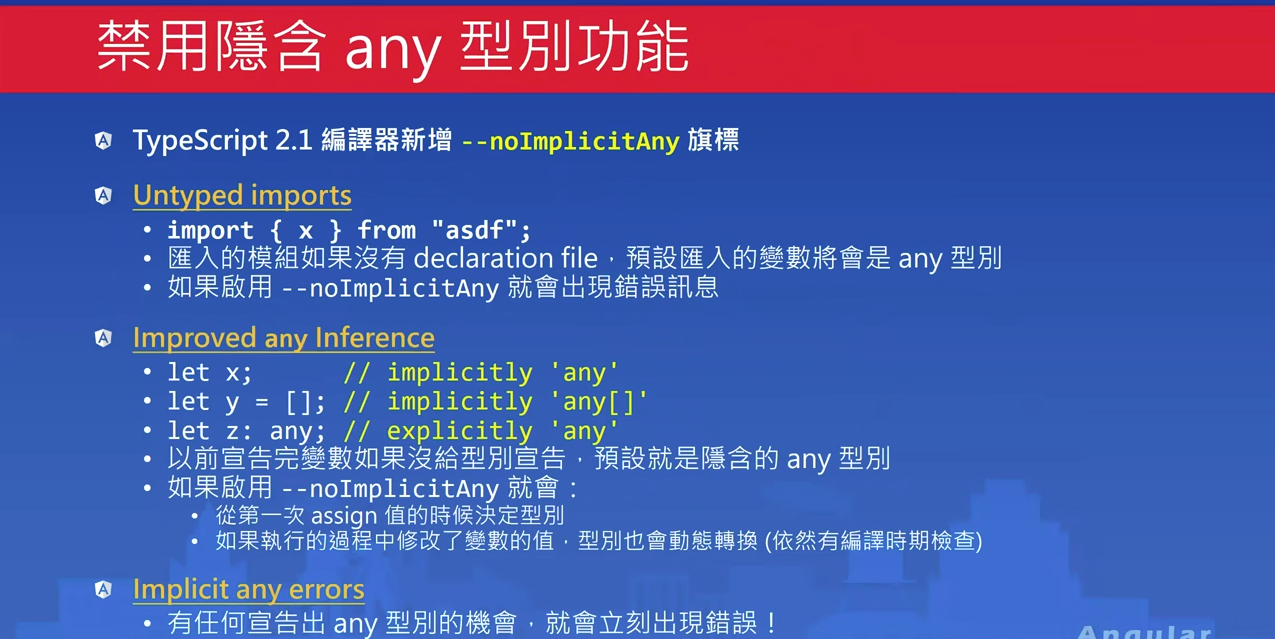 禁用隱含 any 型別功能
TypeScript 2.1 編譯器新增 --noImplicitAny 旗標
Untyped imports
• import { x } from "asdf";
• 匯入的模組如果沒有 declaration file，預設匯入的變數將會是 any 型別
• 如果啟用 --noImplicitAny 就會出現錯誤訊息
Improved any Inference
• let x;      // implicitly 'any'
• let y = []; // implicitly 'any[]'
• let z: any; // explicitly 'any'
• 以前宣告完變數如果沒給型別宣告，預設就是隱含的 any 型別
• 如果啟用 --noImplicitAny 就會：
• 從第一次 assign 值的時候決定型別
• 如果執行的過程中修改了變數的值，型別也會動態轉換 (依然有編譯時期檢查)
Implicit any errors
• 有任何宣告出 any 型別的機會，就會立刻出現錯誤！
Angular